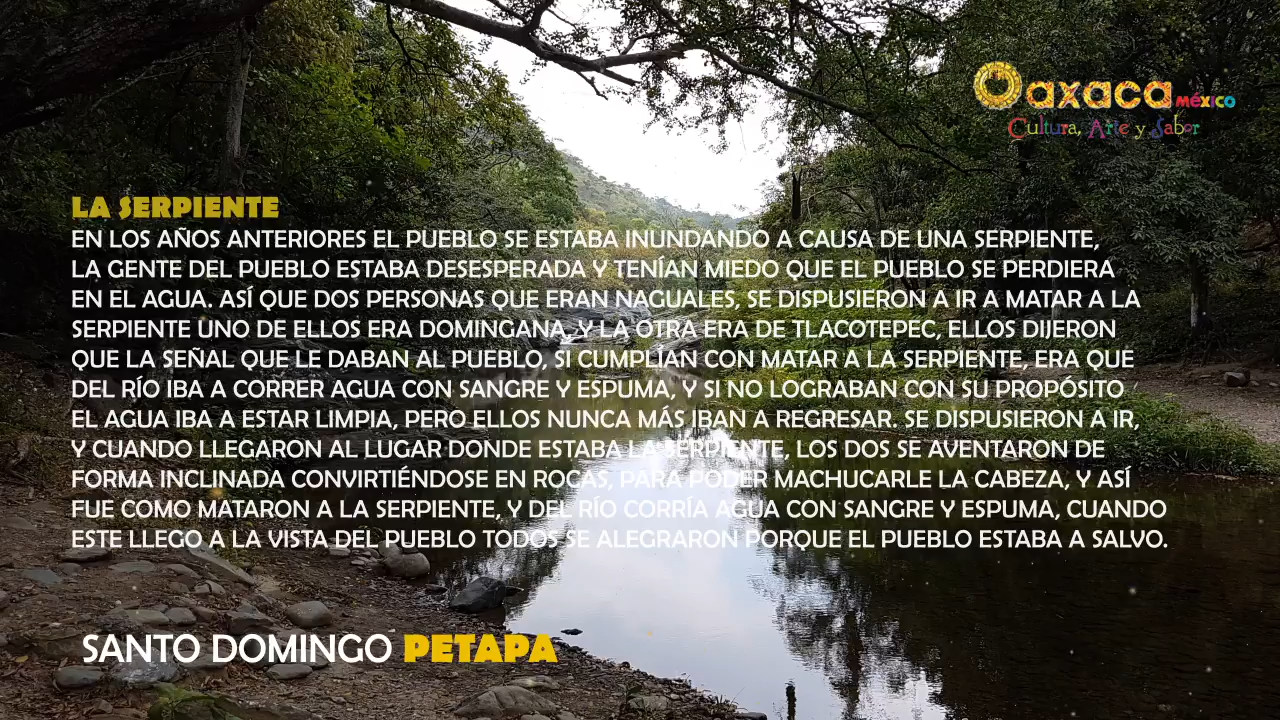 Oaxaca MÉXICO
Cultura, Arte y Sabor
LA SERPIENTE
EN LOS AÑOS ANTERIORES EL PUEBLO SE ESTABA INUNDANDO A CAUSA DE UNA SERPIENTE,
LA GENTE DEL PUEBLO ESTABA DESESPERADA Y TENÍAN MIEDO QUE EL PUEBLO SE PERDIERA
EN EL AGUA. ASÍ QUE DOS PERSONAS QUE ERAN NAGUALES, SE DISPUSIERON A IR A MATAR A LA
SERPIENTE UNO DE ELLOS ERA DOMINGANA, Y LA OTRA ERA DE TLACOTEPEC, ELLOS DIJERON
QUE LA SEÑAL QUE LE DABAN AL PUEBLO, SI CUMPLÍAN CON MATAR A LA SERPIENTE, ERA QUE
DEL RÍO IBA A CORRER AGUA CON SANGRE Y ESPUMA, Y SI NO LOGRABAN CON SU PROPÓSITO
EL AGUA IBA A ESTAR LIMPIA, PERO ELLOS NUNCA MÁS IBAN A REGRESAR. SE DISPUSIERON A IR,
Y CUANDO LLEGARON AL LUGAR DONDE ESTABA LA SERPIENTE, LOS DOS SE AVENTARON DE
FORMA INCLINADA CONVIRTIÉNDOSE EN ROCAS, PARA PODER MACHUCARLE LA CABEZA, Y ASÍ
FUE COMO MATARON A LA SERPIENTE, Y DEL RÍO CORRÍA AGUA CON SANGRE Y ESPUMA, CUANDO
ESTE LLEGO A LA VISTA DEL PUEBLO TODOS SE ALEGRARON PORQUE EL PUEBLO ESTABA A SALVO.
SANTO DOMINGO PETAPA